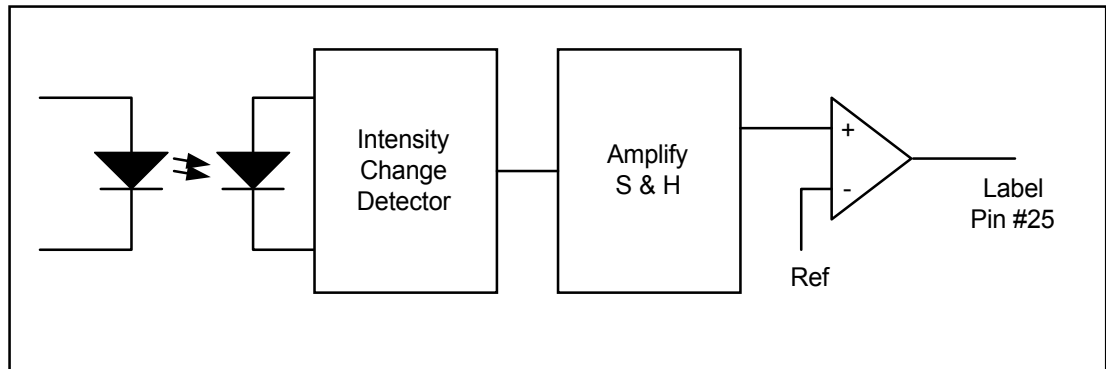 Intensity
Change
Detector
Amplify
S & H
+
-
Ref
Label
Pin #25